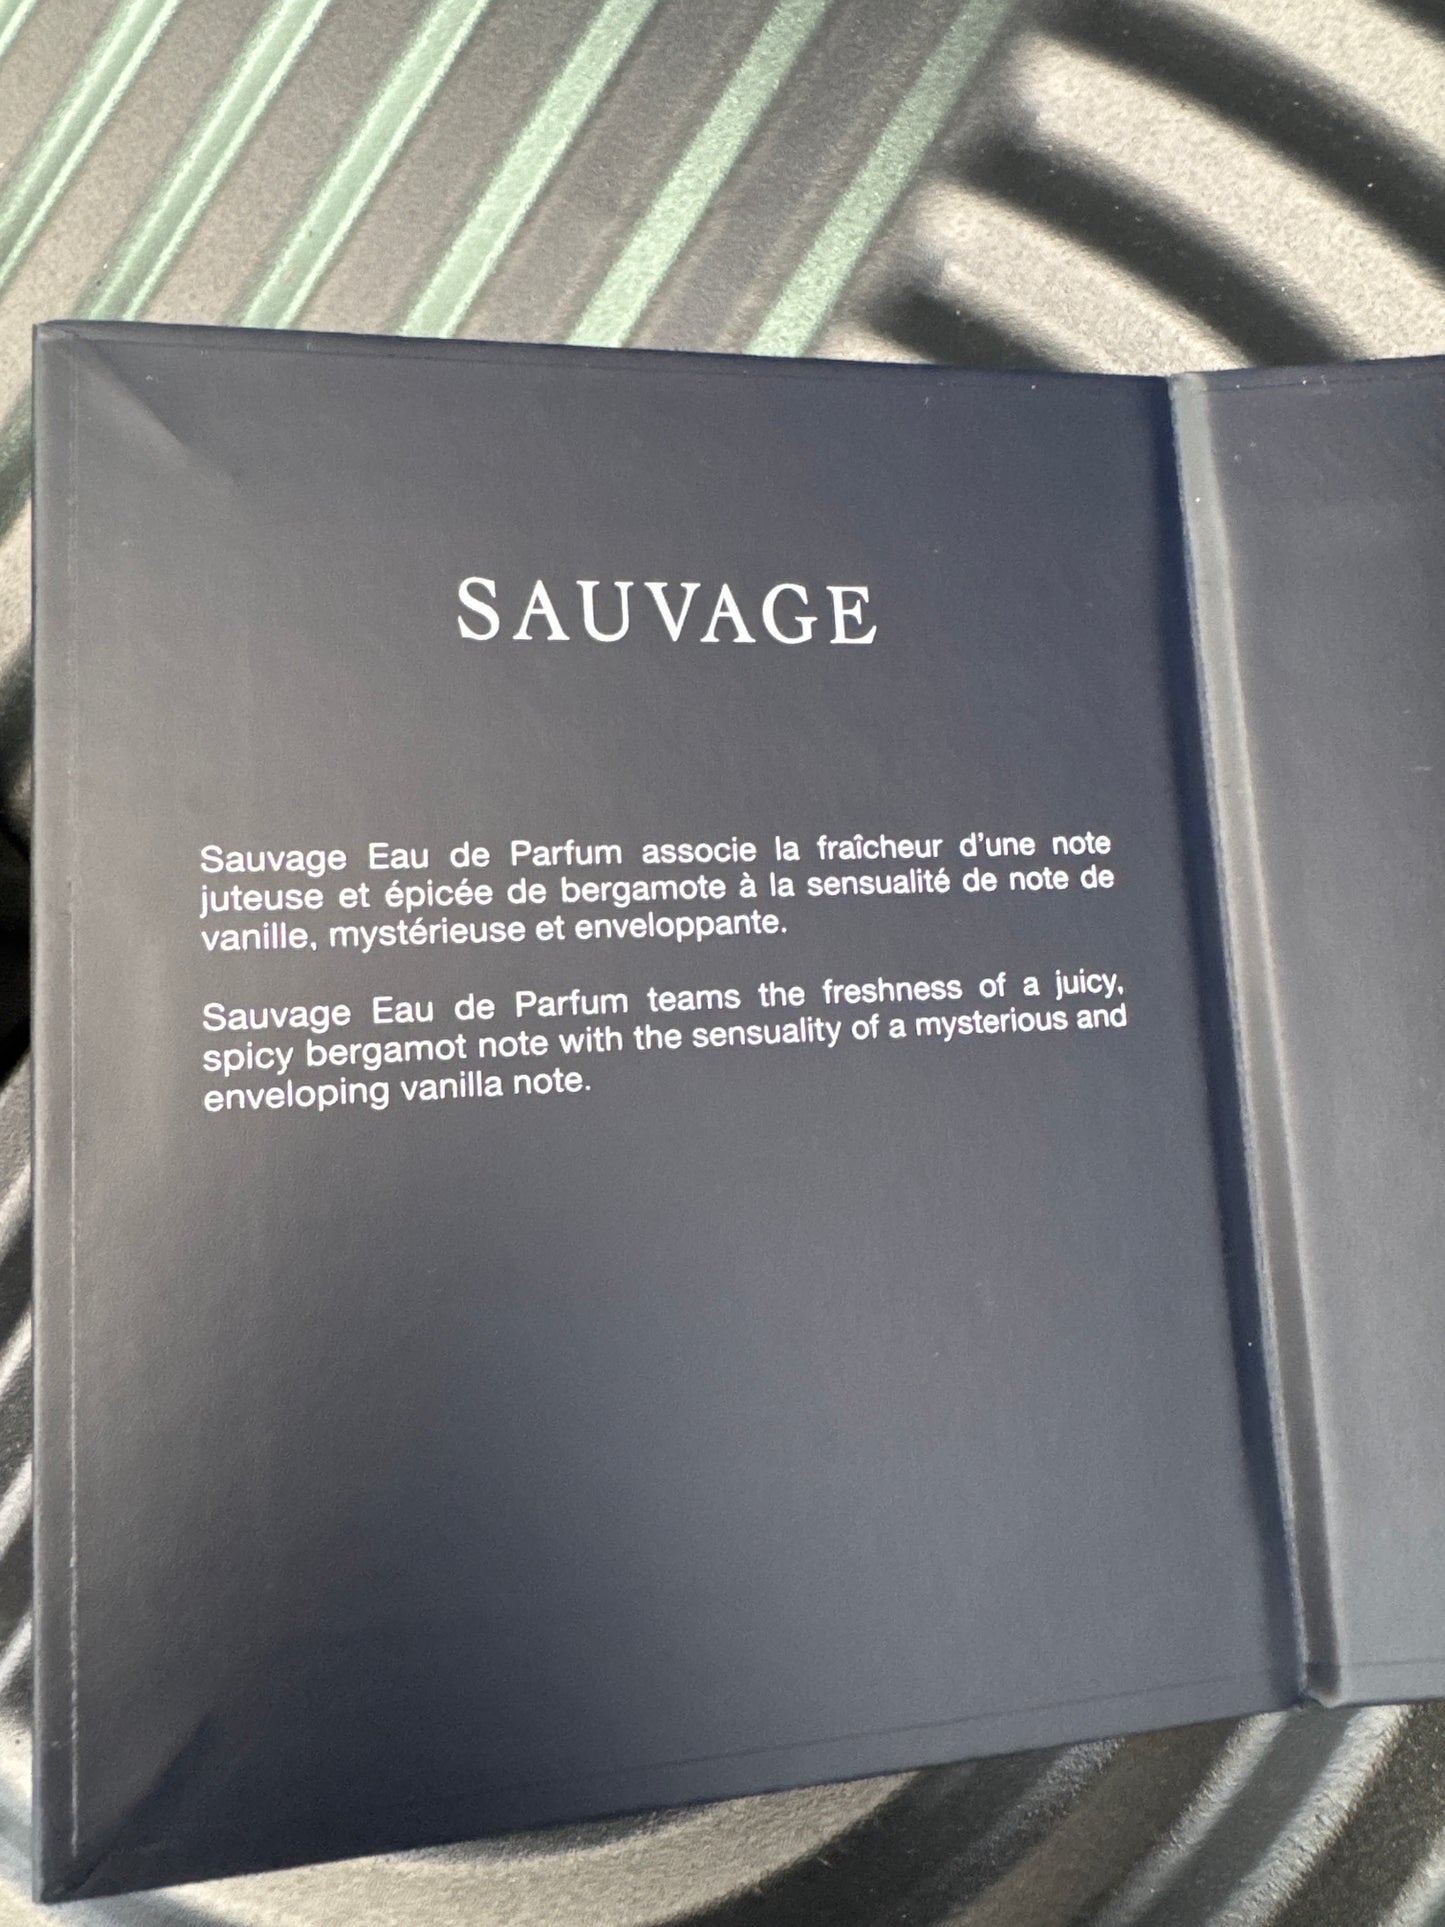 SAUVAGE
Sauvage Eau de Parfum associe la fraîcheur d'une note
juteuse et épicée de bergamote à la sensualité de note de
vanille, mystérieuse et enveloppante.
Sauvage Eau de Parfum teams the freshness of a juicy,
spicy bergamot note with the sensuality of a mysterious and
enveloping vanilla note.